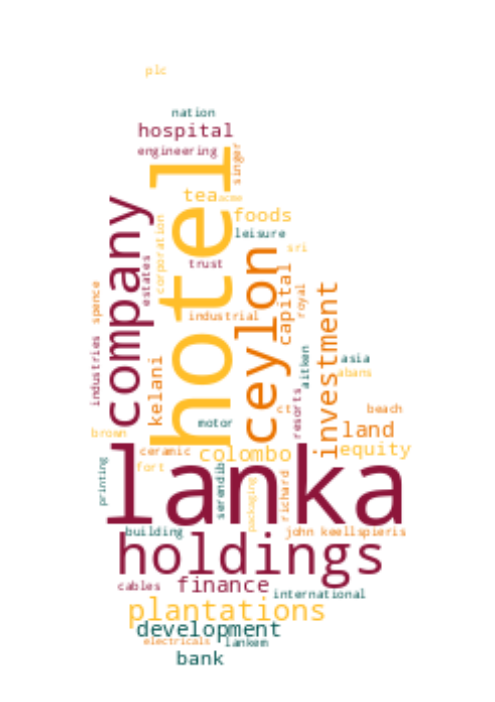 plc
nation
hospital
engineering
singer
hotel
tea
acme
foods
leisure
company
corporation
trust
sri
estates
ceylon
capital
spence
industrial
royal
investment
industries
kelani
aitken
asia
abans
resorts
ct
beach
motor
land
brown
ceramic
colombo
equity
fort
lanka
printing
serendib
packaging
richard
building
john keells
pieris
holdings
cables
finance
international
plantations
development
electricals
lankem
bank